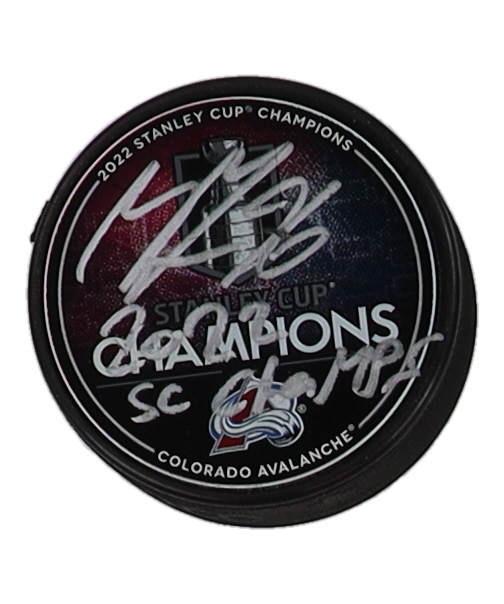 2022 STANLEY CUP® CHAMPIONS
STANLEY CUP®
CHAMPIONS
2022
SC ChaMPS
COLORADO AVALANCHE®